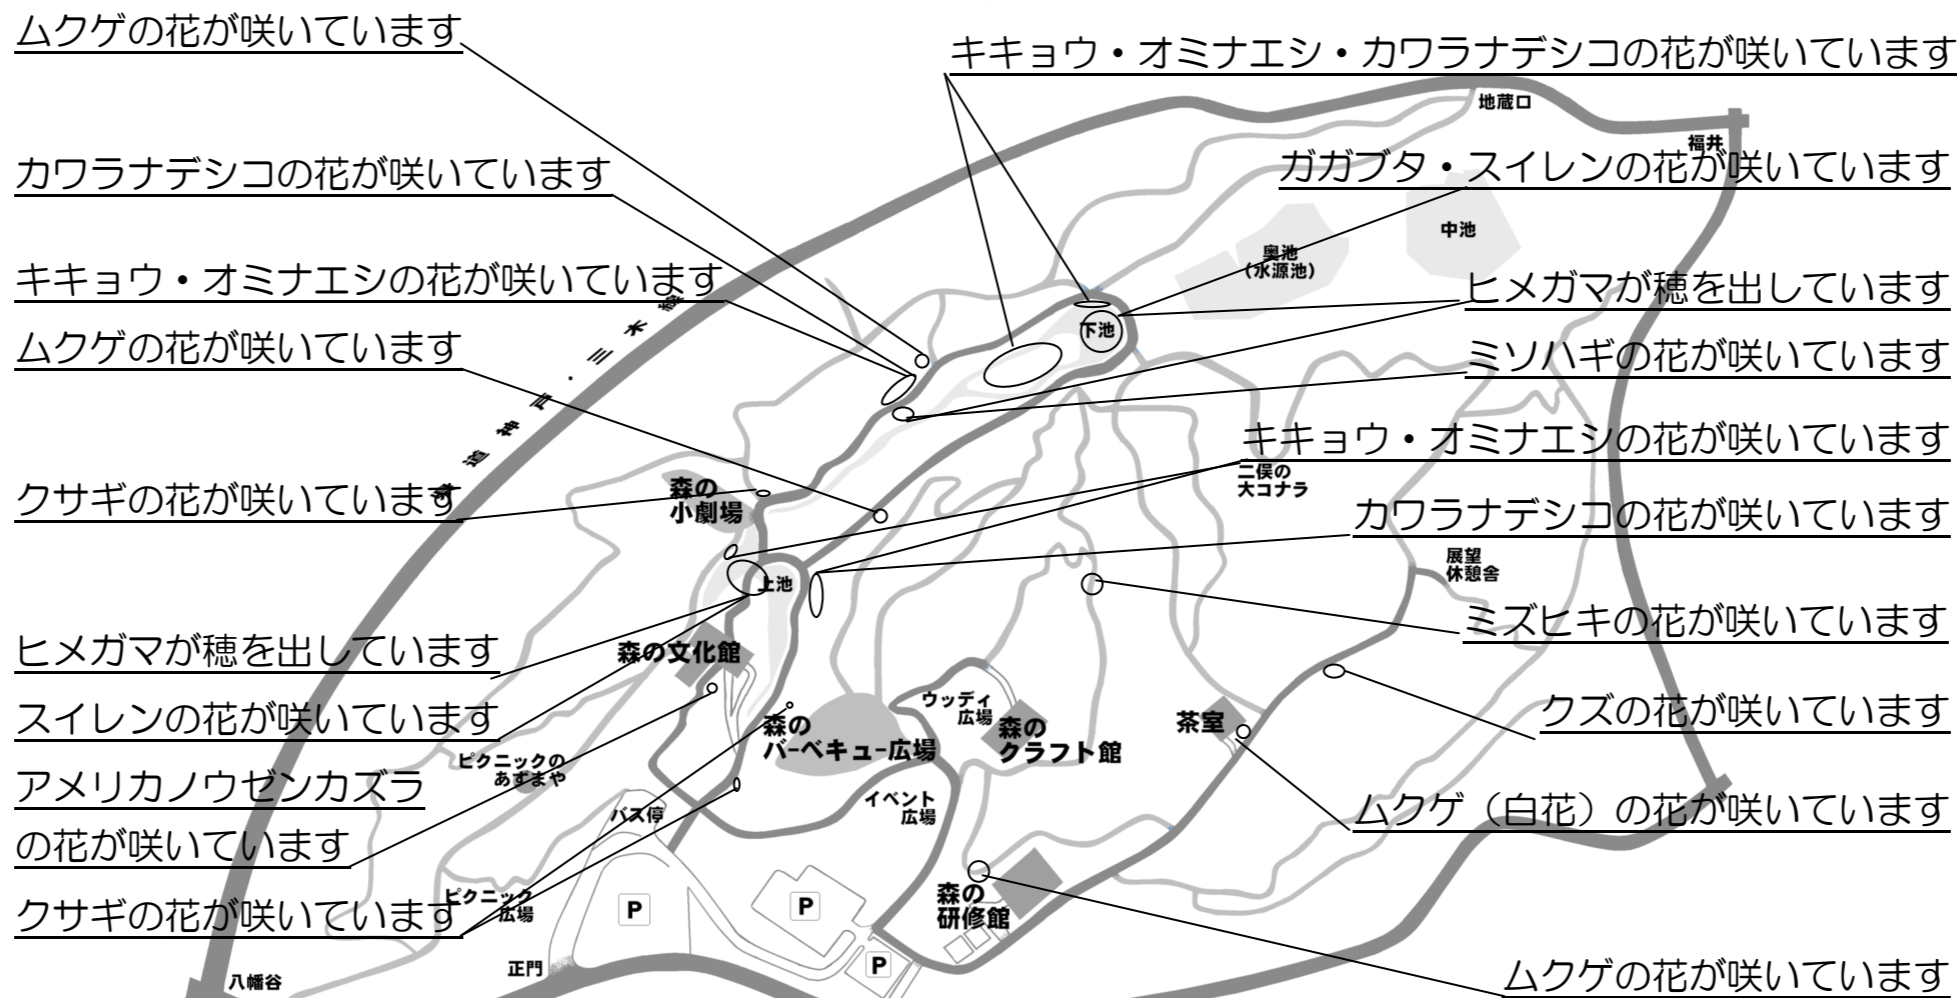 ムクゲの花が咲いています
キキョウ・オミナエシ・カワラナデシコの花が咲いています
地蔵口
福井
カワラナデシコの花が咲いています
ガガブタ・スイレンの花が咲いています
中池
奥池
(水源池)
キキョウ・オミナエシの花が咲いています
ヒメガマが穂を出しています
下池
ムクゲの花が咲いています
ミソハギの花が咲いています
県道神戸・三木線
キキョウ・オミナエシの花が咲いています
二俣の
大コナラ
クサギの花が咲いています
森の
小劇場
カワラナデシコの花が咲いています
展望
休憩舎
上池
ミズヒキの花が咲いています
ヒメガマが穂を出しています
森の文化館
スイレンの花が咲いています
ウッディ
広場
森の
クラフト館
茶室
クズの花が咲いています
森の
バーベキュー広場
ピクニックの
あずまや
アメリカノウゼンカズラ
の花が咲いています
バス停
イベント
広場
ムクゲ（白花）の花が咲いています
クサギの花が咲いています
ピクニック
広場
P
P
P
森の
研修館
正門
八幡谷
ムクゲの花が咲いています